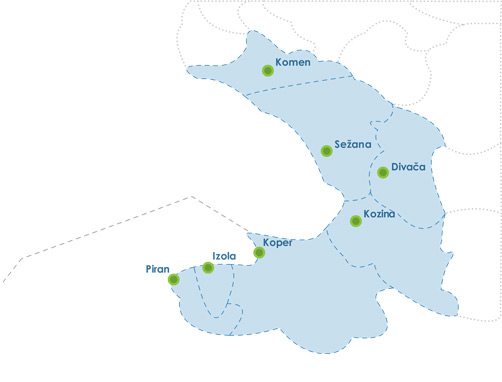 Komen
Sežana
Divača
Kozina
Koper
Izola
Piran